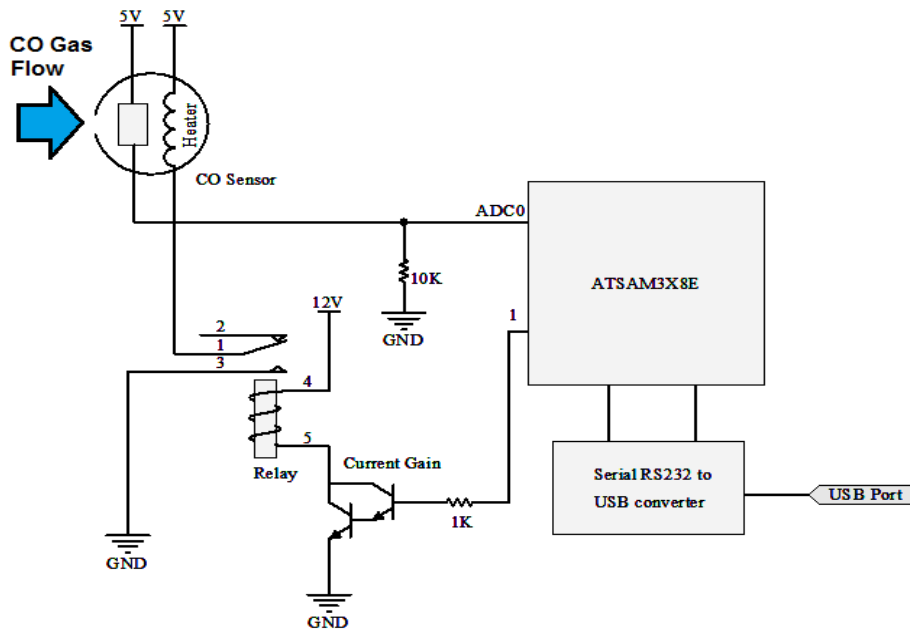 5V
5V
CO Gas
Flow
Heater
CO Sensor
ADC0
ATSAM3X8E
10K
GND
12V
1
2
1
3
4
5
Relay
Current Gain
1K
Serial RS232 to
USB converter
USB Port
GND
GND